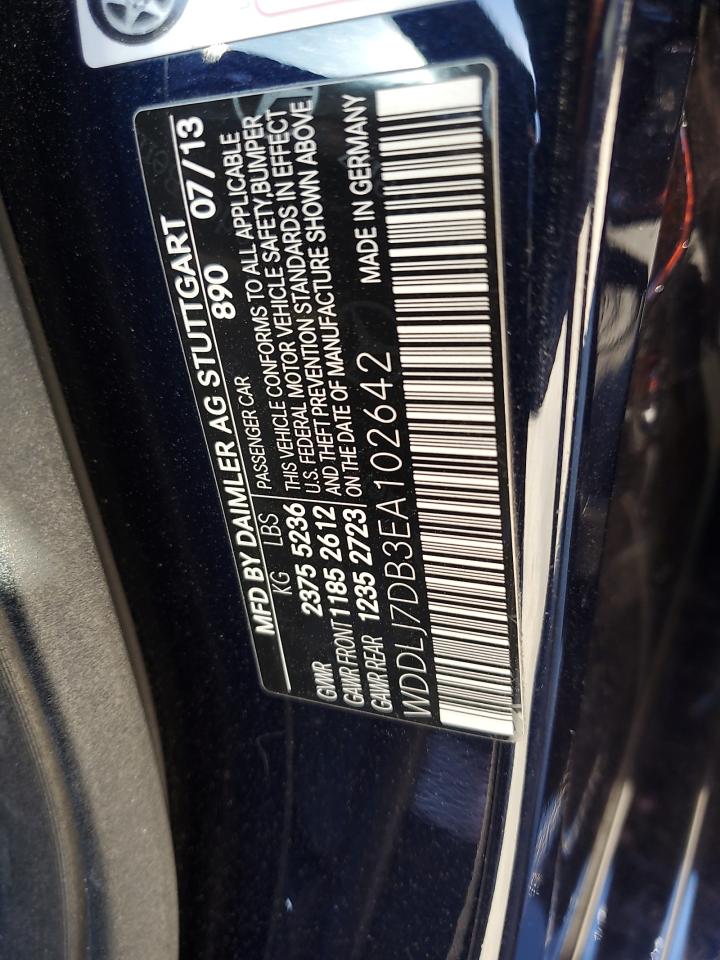 MFD BY DAIMLER AG STUTTGART
890 07/13
KG LBS
GVWR 2375 5236
GAWR FRONT 1185 2612
GAWR REAR 1235 2723
PASSENGER CAR
THIS VEHICLE CONFORMS TO ALL APPLICABLE
U.S. FEDERAL MOTOR VEHICLE SAFETY,BUMPER
AND THEFT PREVENTION STANDARDS IN EFFECT
ON THE DATE OF MANUFACTURE SHOWN ABOVE
MADE IN GERMANY
WDDLJ7DB3EA102642